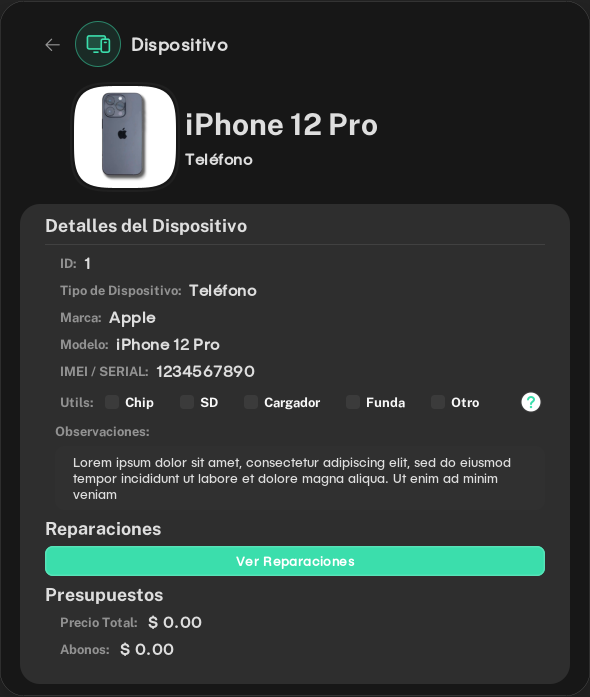 Dispositivo
iPhone 12 Pro
Teléfono
Detalles del Dispositivo
ID: 1
Tipo de Dispositivo: Teléfono
Marca: Apple
Modelo: iPhone 12 Pro
IMEI / SERIAL: 1234567890
Utils: Chip SD Cargador Funda Otro ?
Observaciones:
Lorem ipsum dolor sit amet, consectetur adipiscing elit, sed do eiusmod
tempor incididunt ut labore et dolore magna aliqua. Ut enim ad minim
veniam
Reparaciones
Ver Reparaciones
Presupuestos
Precio Total: $ 0.00
Abonos: $ 0.00